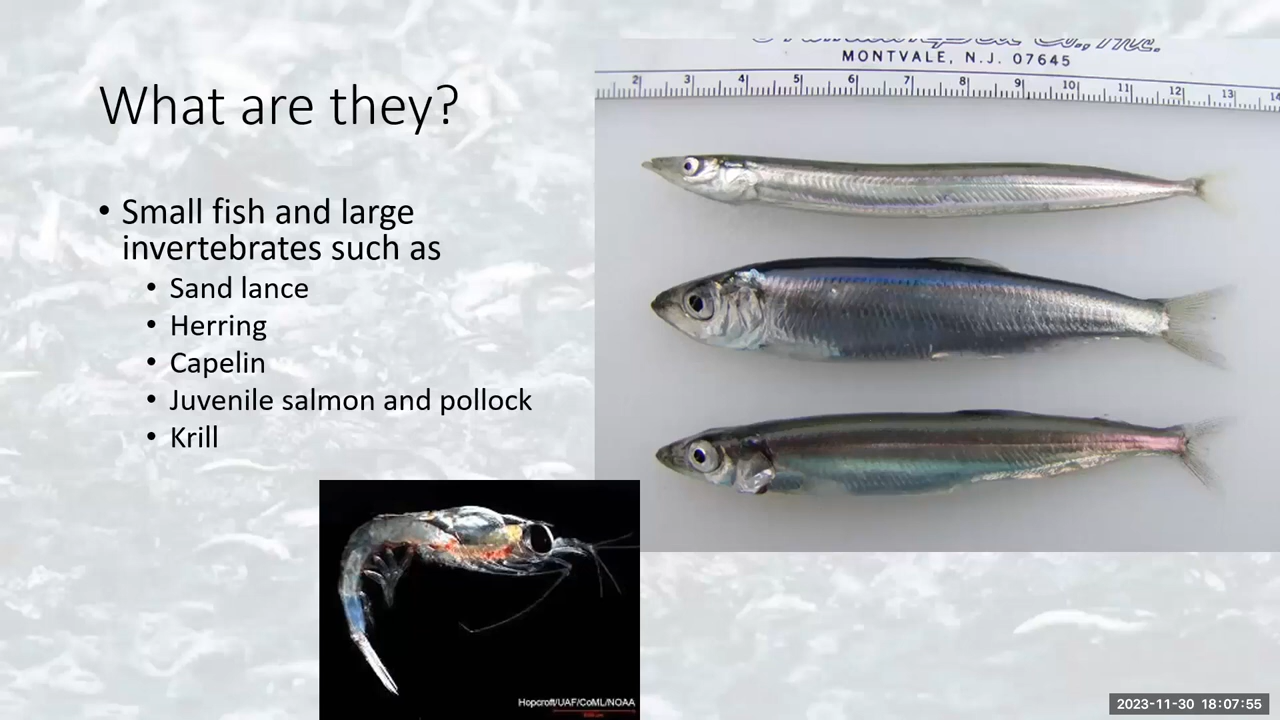 What are they?
• Small fish and large
invertebrates such as
• Sand lance
• Herring
• Capelin
• Juvenile salmon and pollock
• Krill
MONTVALE, N.J. 07645
2 3 4 5 6 7 8 9 10 11 12 13
Hopcroft/UAF/CoML/NOAA
2023-11-30 18:07:55